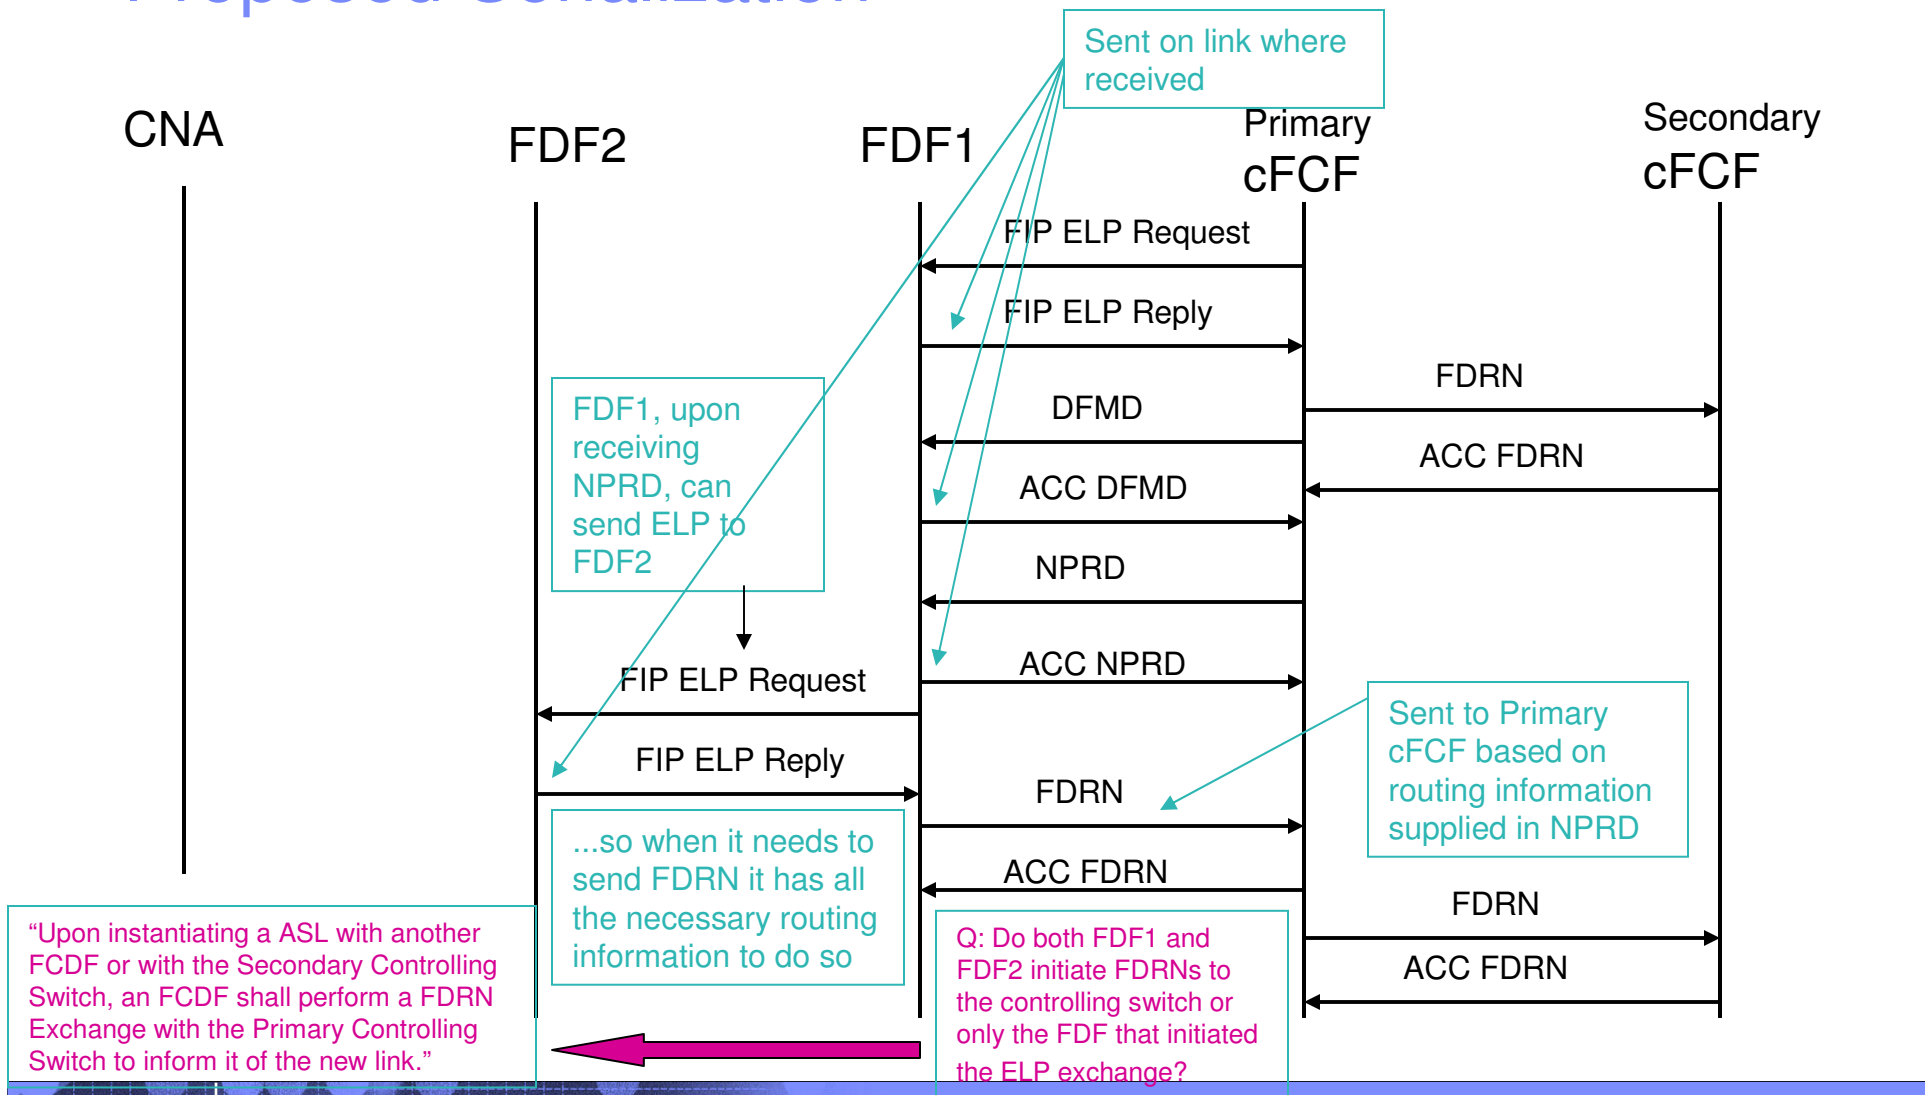 Proposed Serialization
Sent on link where
received
CNA
FDF2
FDF1
Primary
cFCF
Secondary
cFCF
FIP ELP Request
FIP ELP Reply
FDRN
DFMD
ACC FDRN
FDF1, upon
receiving
NPRD, can
send ELP to
FDF2
ACC DFMD
NPRD
ACC NPRD
FIP ELP Request
Sent to Primary
cFCF based on
routing information
supplied in NPRD
FIP ELP Reply
FDRN
...so when it needs to
send FDRN it has all
the necessary routing
information to do so
ACC FDRN
FDRN
ACC FDRN
“Upon instantiating a ASL with another
FCDF or with the Secondary Controlling
Switch, an FCDF shall perform a FDRN
Exchange with the Primary Controlling
Switch to inform it of the new link.”
Q: Do both FDF1 and
FDF2 initiate FDRNs to
the controlling switch or
only the FDF that initiated
the ELP exchange?